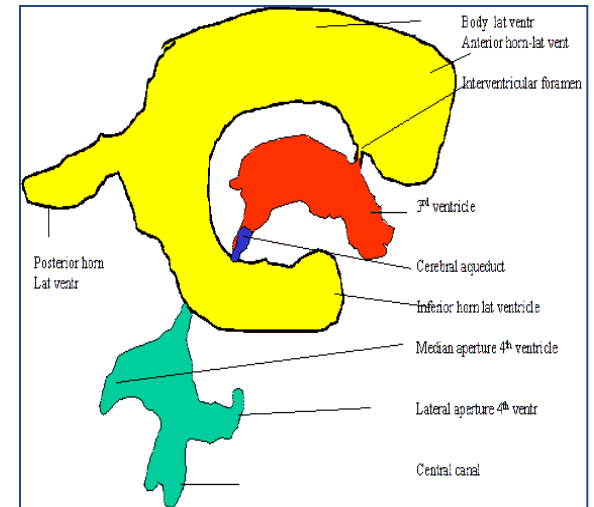 Body lat ventr
Anterior horn-lat vent
Interventricular foramen
3rd ventricle
Posterior horn
Lat ventr
Cerebral aqueduct
Inferior horn lat ventricle
Median aperture 4th ventricle
Lateral aperture 4th ventr
Central canal